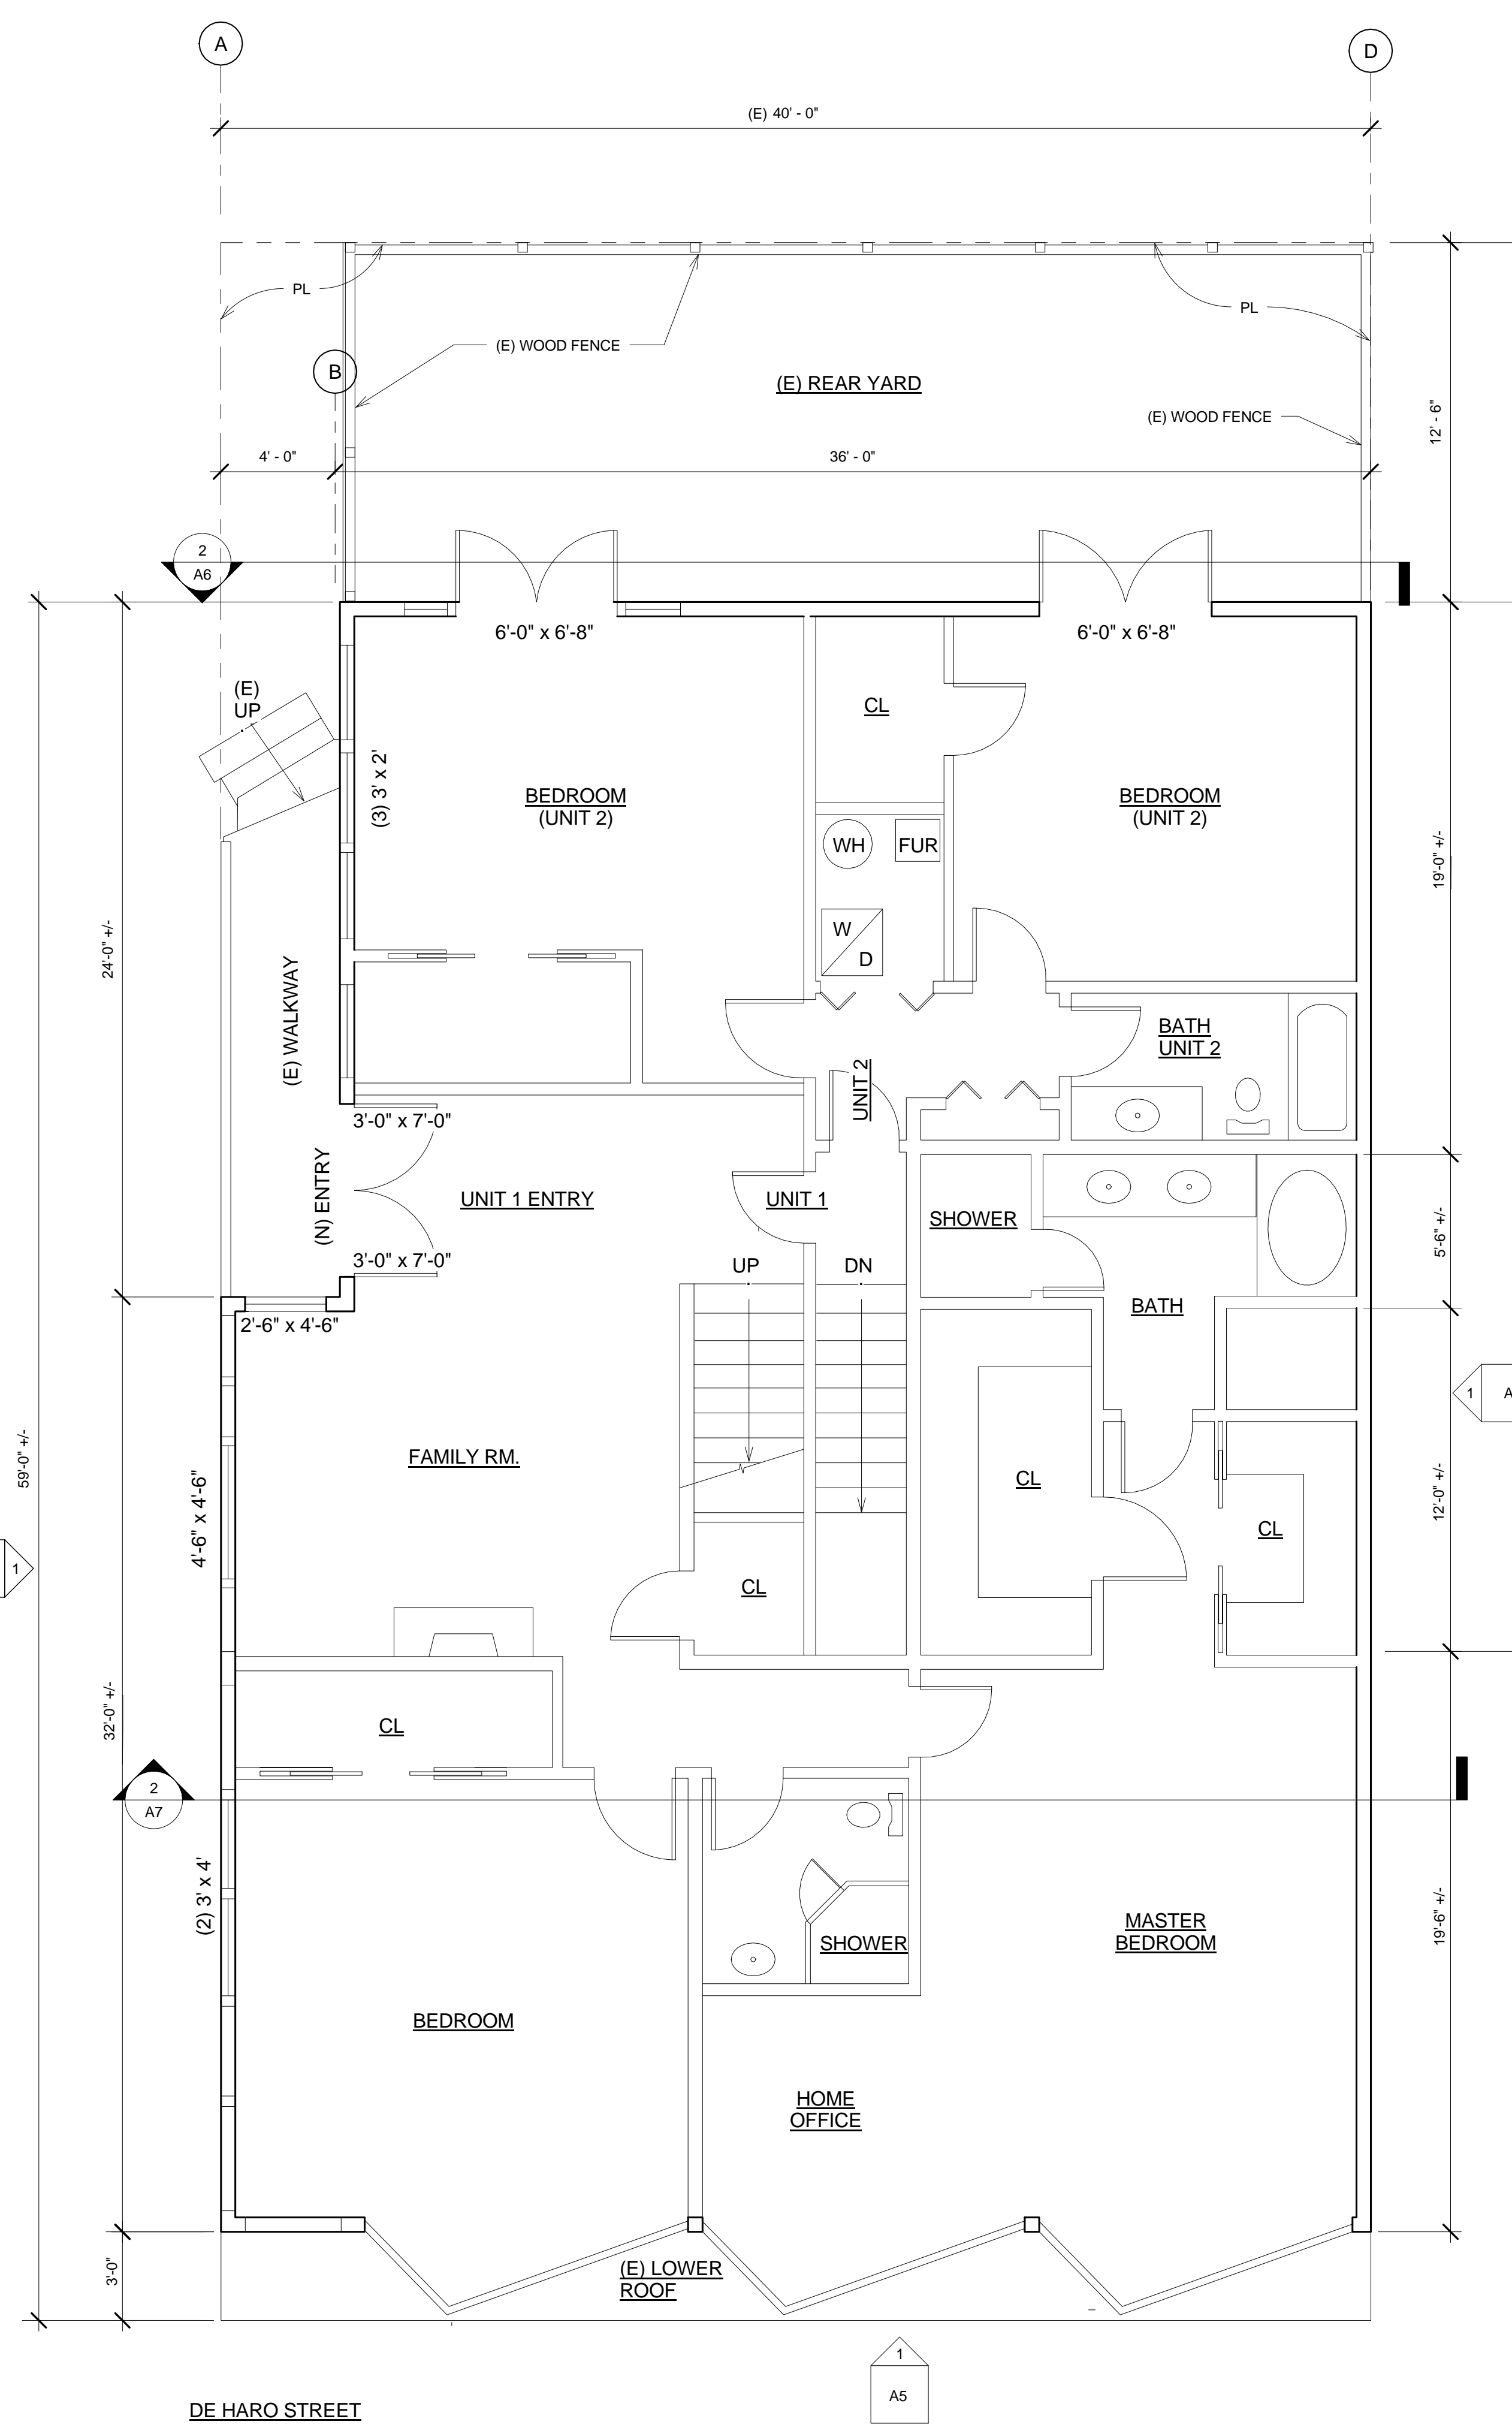 A
D
(E) 40' - 0"
PL
PL
(E) WOOD FENCE
B
(E) REAR YARD
(E) WOOD FENCE
12' - 6"
4' - 0"
36' - 0"
2
A6
6'-0" x 6'-8"
6'-0" x 6'-8"
(E)
UP
CL
(3) 3' x 2'
BEDROOM
(UNIT 2)
BEDROOM
(UNIT 2)
WH
FUR
19'-0" +/-
24'-0" +/-
W
D
(E) WALKWAY
BATH
UNIT 2
UNIT 2
3'-0" x 7'-0"
(N) ENTRY
UNIT 1 ENTRY
UNIT 1
SHOWER
5'-6" +/-
3'-0" x 7'-0"
UP
DN
BATH
2'-6" x 4'-6"
1
A
59'-0" +/-
FAMILY RM.
4'-6" x 4'-6"
CL
12'-0" +/-
CL
1
CL
32'-0" +/-
CL
2
A7
(2) 3' x 4'
SHOWER
MASTER
BEDROOM
19'-6" +/-
BEDROOM
HOME
OFFICE
3'-0"
(E) LOWER
ROOF
1
A5
DE HARO STREET